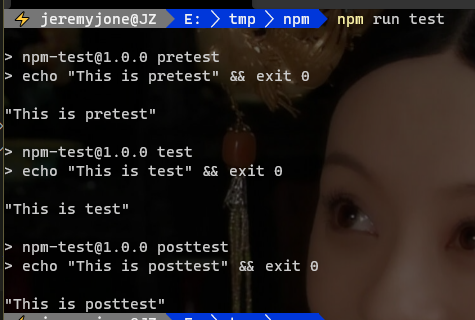 ⚡ jeremyjone@JZ E: tmp npm npm run test
> npm-test@1.0.0 pretest
> echo "This is pretest" && exit 0
"This is pretest"
> npm-test@1.0.0 test
> echo "This is test" && exit 0
"This is test"
> npm-test@1.0.0 posttest
> echo "This is posttest" && exit 0
"This is posttest"